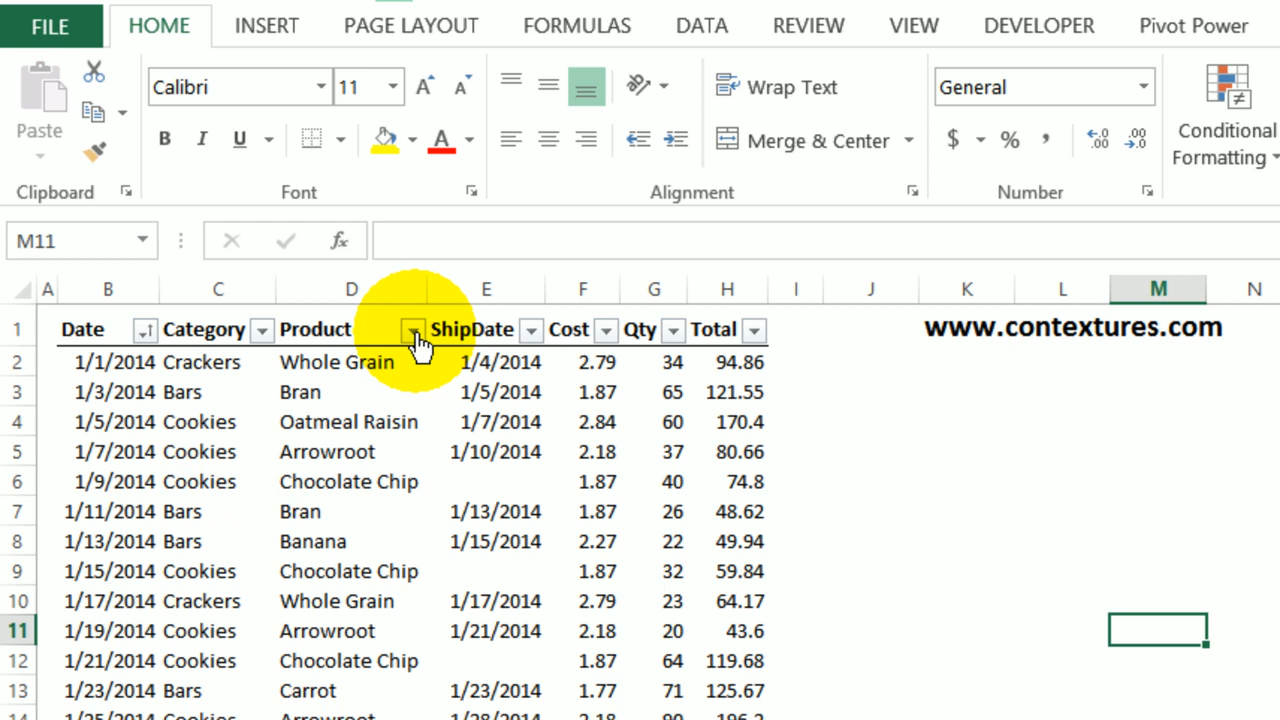 FILE HOME INSERT PAGE LAYOUT FORMULAS DATA REVIEW VIEW DEVELOPER Pivot Power
Calibri 11 A A Wrap Text General
Paste B I U A Merge & Center $ % , ←.0 .00 .00 →.0 Conditional
Formatting
Clipboard Font Alignment Number
M11 fx
A B C D E F G H I J K L M N
1 Date Category Product ShipDate Cost Qty Total www.contextures.com
2 1/1/2014 Crackers Whole Grain 1/4/2014 2.79 34 94.86
3 1/3/2014 Bars Bran 1/5/2014 1.87 65 121.55
4 1/5/2014 Cookies Oatmeal Raisin 1/7/2014 2.84 60 170.4
5 1/7/2014 Cookies Arrowroot 1/10/2014 2.18 37 80.66
6 1/9/2014 Cookies Chocolate Chip 1.87 40 74.8
7 1/11/2014 Bars Bran 1/13/2014 1.87 26 48.62
8 1/13/2014 Bars Banana 1/15/2014 2.27 22 49.94
9 1/15/2014 Cookies Chocolate Chip 1.87 32 59.84
10 1/17/2014 Crackers Whole Grain 1/17/2014 2.79 23 64.17
11 1/19/2014 Cookies Arrowroot 1/21/2014 2.18 20 43.6
12 1/21/2014 Cookies Chocolate Chip 1.87 64 119.68
13 1/23/2014 Bars Carrot 1/23/2014 1.77 71 125.67
14 1/25/2014 Cookies Arrowroot 1/28/2014 2.18 90 196.2